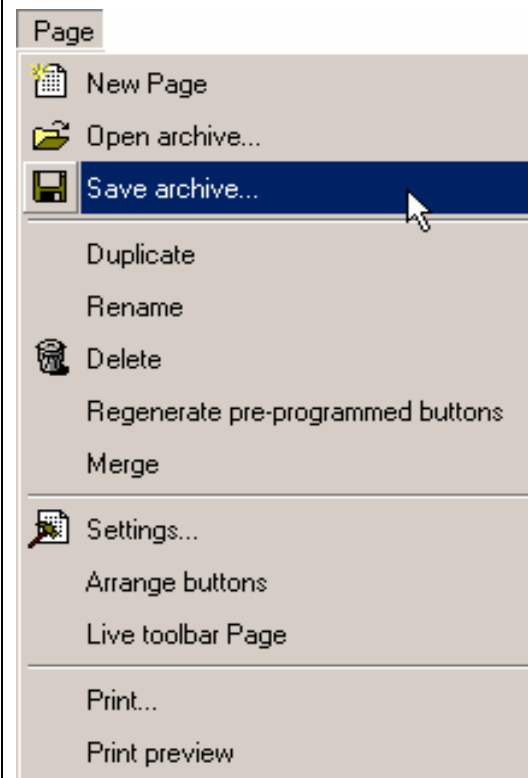 Page
New Page
Open archive...
Save archive...
Duplicate
Rename
Delete
Regenerate pre-programmed buttons
Merge
Settings...
Arrange buttons
Live toolbar Page
Print...
Print preview